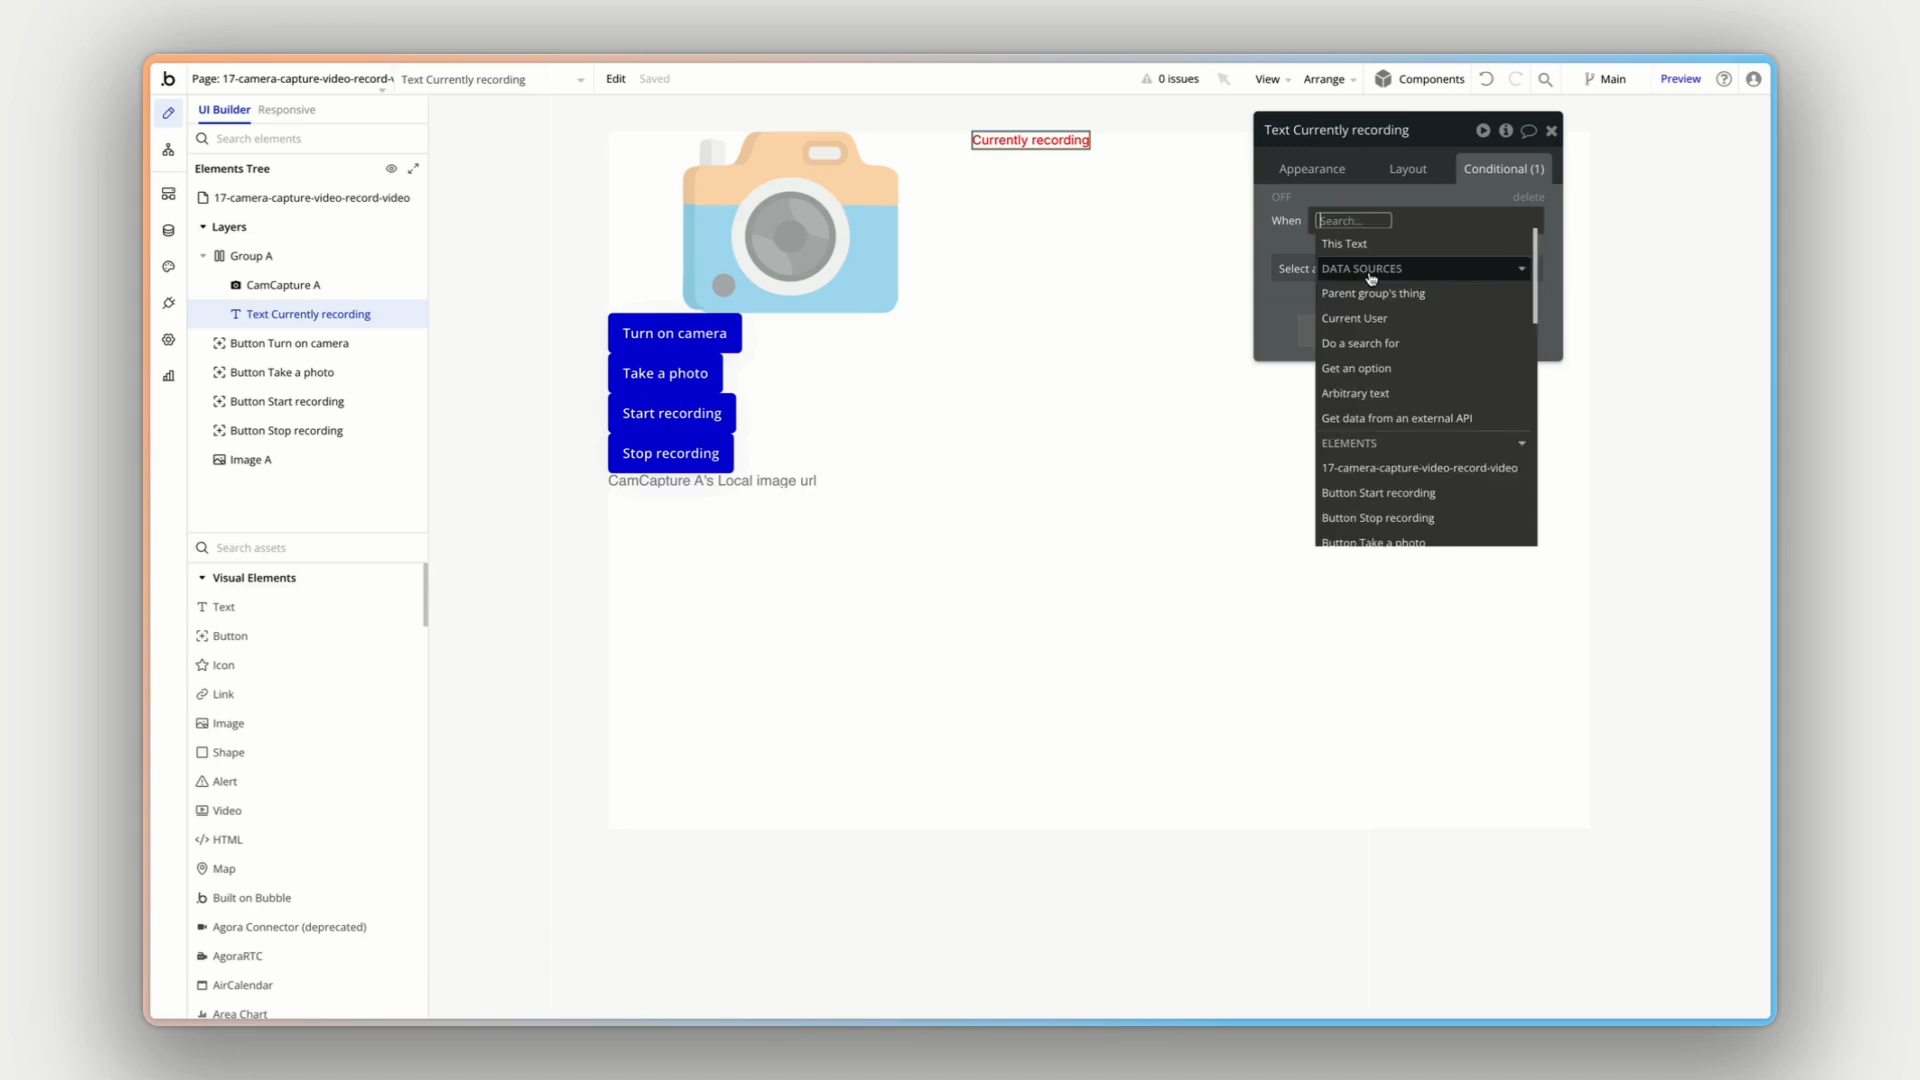 Page: 17-camera-capture-video-record-v
Text Currently recording
Edit
Saved
0 issues
View
Arrange
Components
Main
Preview
UI Builder
Responsive
Search elements
Elements Tree
17-camera-capture-video-record-video
Layers
Group A
CamCapture A
Text Currently recording
Button Turn on camera
Button Take a photo
Button Start recording
Button Stop recording
Image A
Search assets
Visual Elements
Text
Button
Icon
Link
Image
Shape
Alert
Video
HTML
Map
Built on Bubble
Agora Connector (deprecated)
AgoraRTC
AirCalendar
Area Chart
Currently recording
Turn on camera
Take a photo
Start recording
Stop recording
CamCapture A's Local image url
Text Currently recording
Appearance
Layout
Conditional (1)
OFF
delete
When
Search...
This Text
Select a
DATA SOURCES
Parent group's thing
Current User
Do a search for
Get an option
Arbitrary text
Get data from an external API
ELEMENTS
17-camera-capture-video-record-video
Button Start recording
Button Stop recording
Button Take a photo